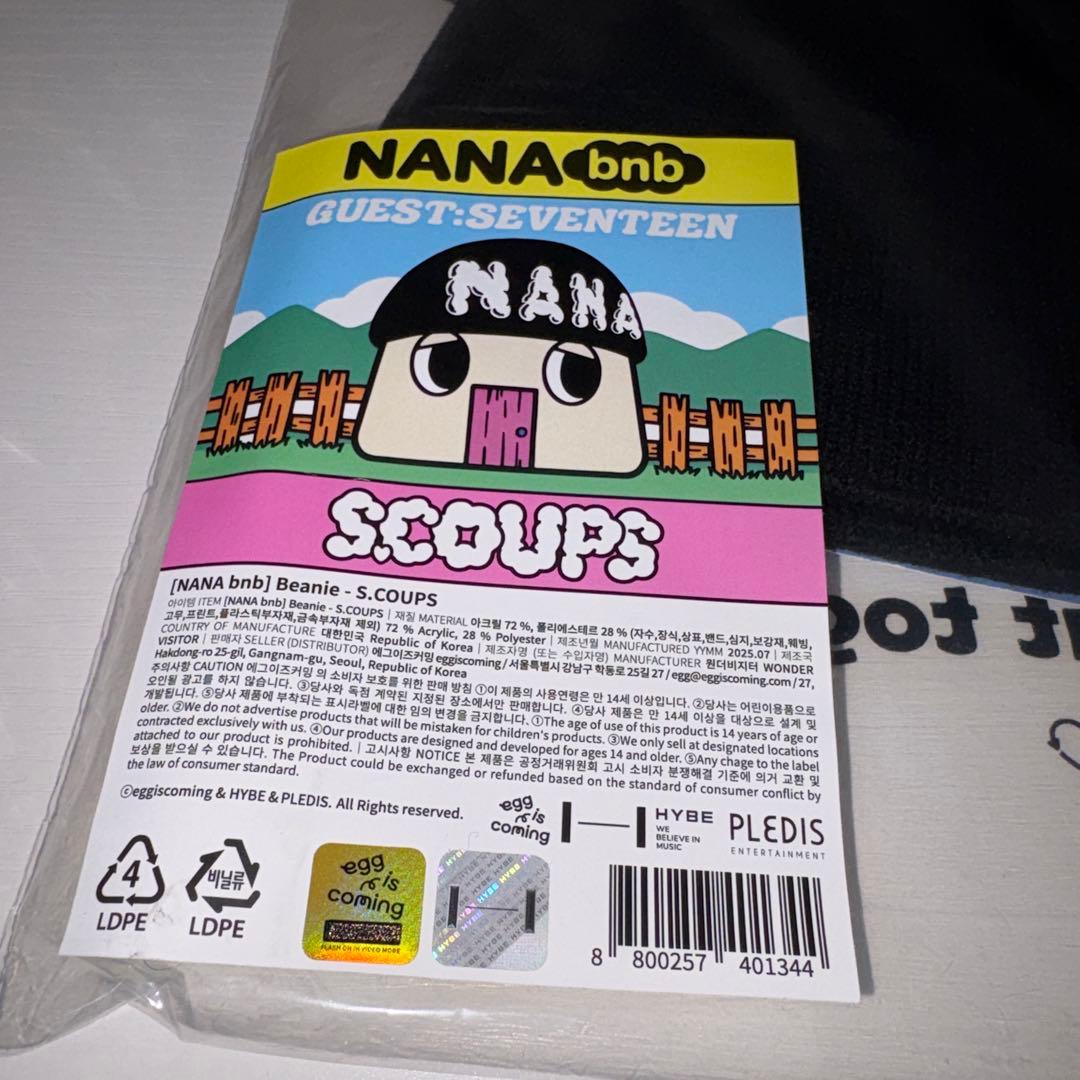 NANA bnb
GUEST:SEVENTEEN
NANA
S.COUPS
[NANA bnb] Beanie - S.COUPS
아이템 ITEM [NANA bnb] Beanie - S.COUPS | 재질 MATERIAL 아크릴 72 %, 폴리에스테르 28 % (자수,장식,상표,밴드,심지,보강재,웨빙,
고무,프린트,플라스틱부자재,금속부자재 제외) 72 % Acrylic, 28 % Polyester | 제조년월 MANUFACTURED YYMM 2025.07 | 제조국
COUNTRY OF MANUFACTURE 대한민국 Republic of Korea | 제조자명 (또는 수입자명) MANUFACTURER 원더비지터 WONDER
VISITOR | 판매자 SELLER (DISTRIBUTOR) 에그이즈커밍 eggiscoming / 서울특별시 강남구 학동로 25길 27 / egg@eggiscoming.com / 27,
Hakdong-ro 25-gil, Gangnam-gu, Seoul, Republic of Korea
주의사항 CAUTION 에그이즈커밍 의 소비자 보호를 위한 판매 방침 ①이 제품의 사용연령은 만 14세 이상입니다. ②당사는 어린이용품으로
오인될 광고를 하지 않습니다. ③당사와 독점 계약된 지정된 장소에서만 판매합니다. ④당사 제품은 만 14세 이상을 대상으로 설계 및
개발됩니다. ⑤당사 제품에 부착되는 표시라벨에 대한 임의 변경을 금지합니다. ①The age of use of this product is 14 years of age or
older. ②We do not advertise products that will be mistaken for children's products. ③We only sell at designated locations
contracted exclusively with us. ④Our products are designed and developed for ages 14 and older. ⑤Any chage to the label
attached to our product is prohibited. | 고시사항 NOTICE 본 제품은 공정거래위원회 고시 소비자 분쟁해결 기준에 의거 교환 및
보상을 받으실 수 있습니다. The Product could be exchanged or refunded based on the standard of consumer conflict by
the law of consumer standard.
©eggiscoming & HYBE & PLEDIS. All Rights reserved.
egg is coming
HYBE
WE BELIEVE IN MUSIC
PLEDIS
ENTERTAINMENT
4
LDPE
비닐류
LDPE
egg is coming
FLASH ON IN VIDEO MODE
HYBE
8 800257 401344